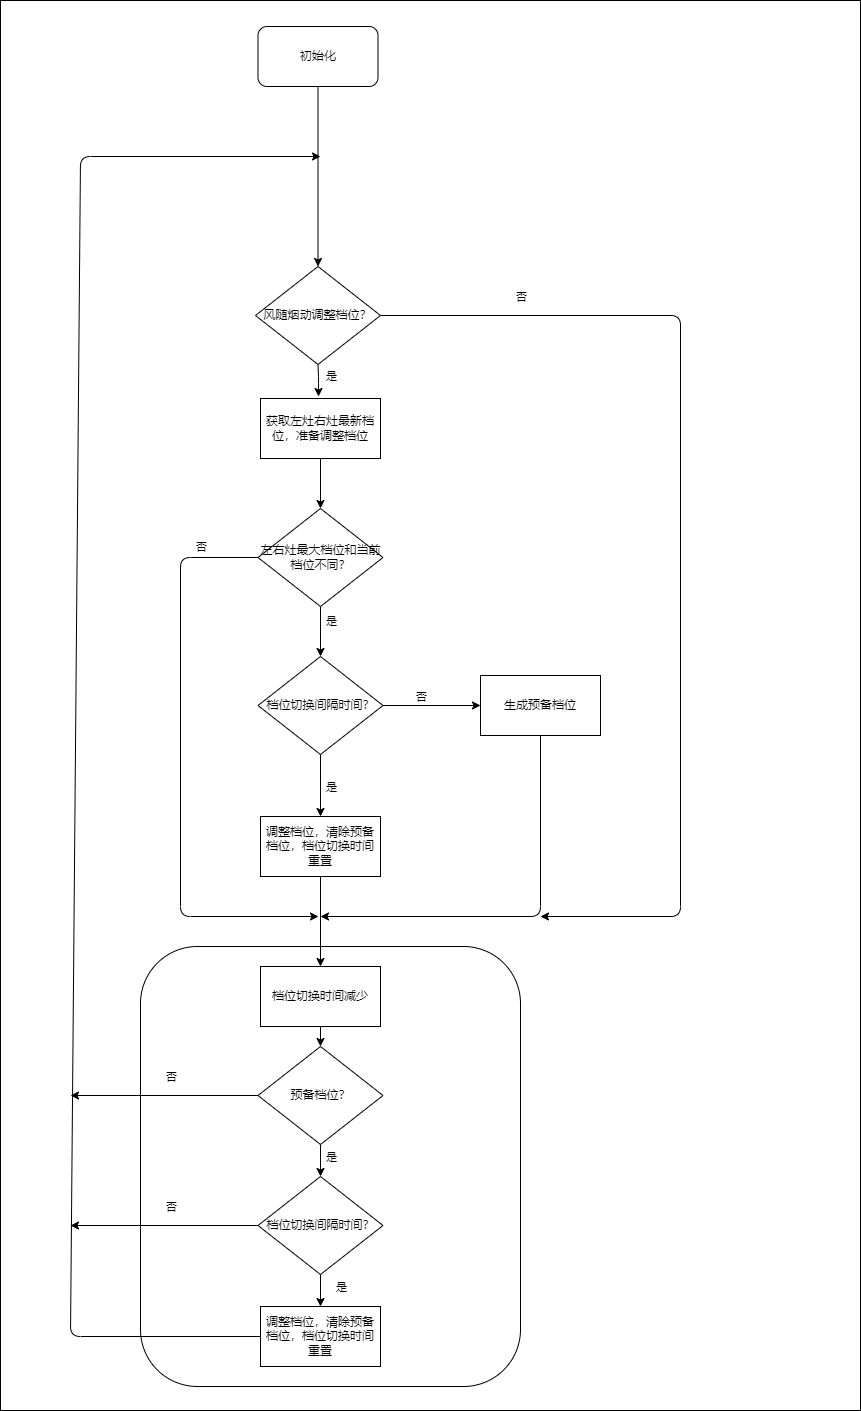 初始化
风随烟动调整档位？
否
是
获取左灶右灶最新档
位，准备调整档位
左右灶最大档位和当前
档位不同？
否
是
档位切换间隔时间？
否
生成预备档位
是
调整档位，清除预备
档位，档位切换时间
重置
档位切换时间减少
否
预备档位？
是
否
档位切换间隔时间？
是
调整档位，清除预备
档位，档位切换时间
重置